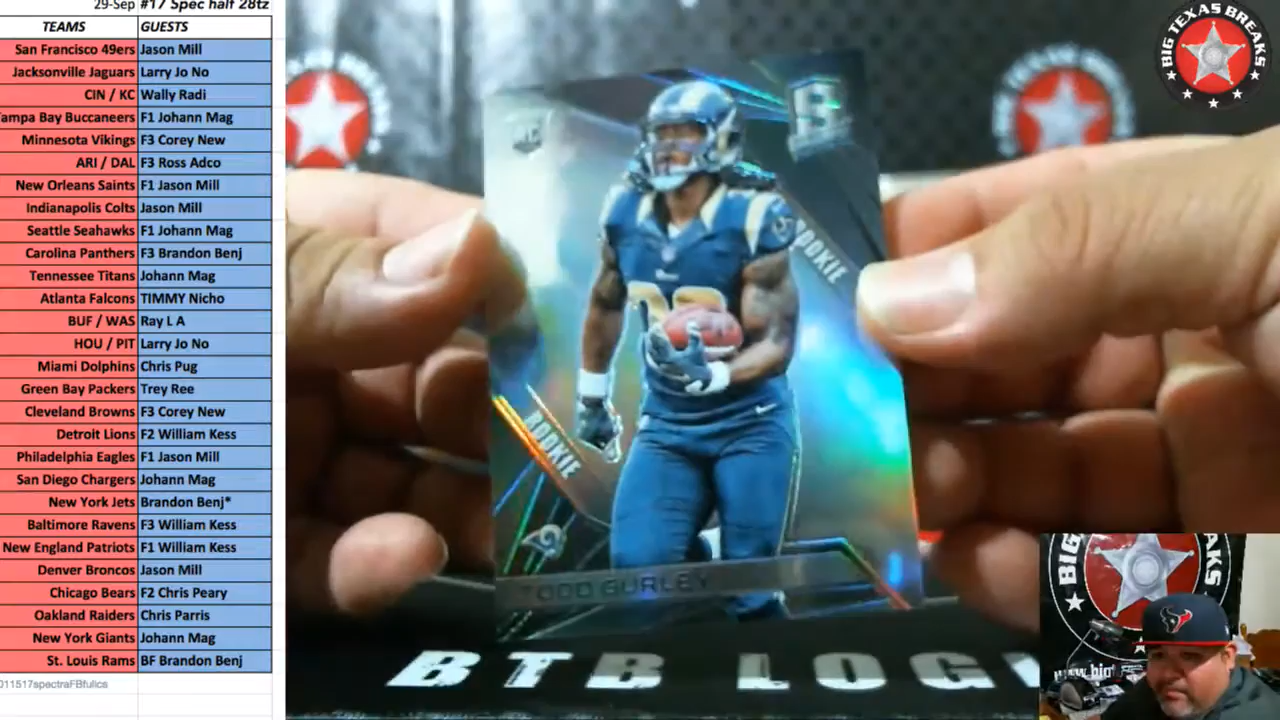 29-Sep #17 Spec half 28tz
TEAMS GUESTS
San Francisco 49ers Jason Mill
Jacksonville Jaguars Larry Jo No
CIN / KC Wally Radi
Tampa Bay Buccaneers F1 Johann Mag
Minnesota Vikings F3 Corey New
ARI / DAL F3 Ross Adco
New Orleans Saints F1 Jason Mill
Indianapolis Colts Jason Mill
Seattle Seahawks F1 Johann Mag
Carolina Panthers F3 Brandon Benj
Tennessee Titans Johann Mag
Atlanta Falcons TIMMY Nicho
BUF / WAS Ray L A
HOU / PIT Larry Jo No
Miami Dolphins Chris Pug
Green Bay Packers Trey Ree
Cleveland Browns F3 Corey New
Detroit Lions F2 William Kess
Philadelphia Eagles F1 Jason Mill
San Diego Chargers Johann Mag
New York Jets Brandon Benj*
Baltimore Ravens F3 William Kess
New England Patriots F1 William Kess
Denver Broncos Jason Mill
Chicago Bears F2 Chris Peary
Oakland Raiders Chris Parris
New York Giants Johann Mag
St. Louis Rams BF Brandon Benj
011517spectraFBfullcs
BIG TEXAS BREAKS
ROOKIE
ROOKIE
TODD GURLEY
BTB LOG
BIG
www.big